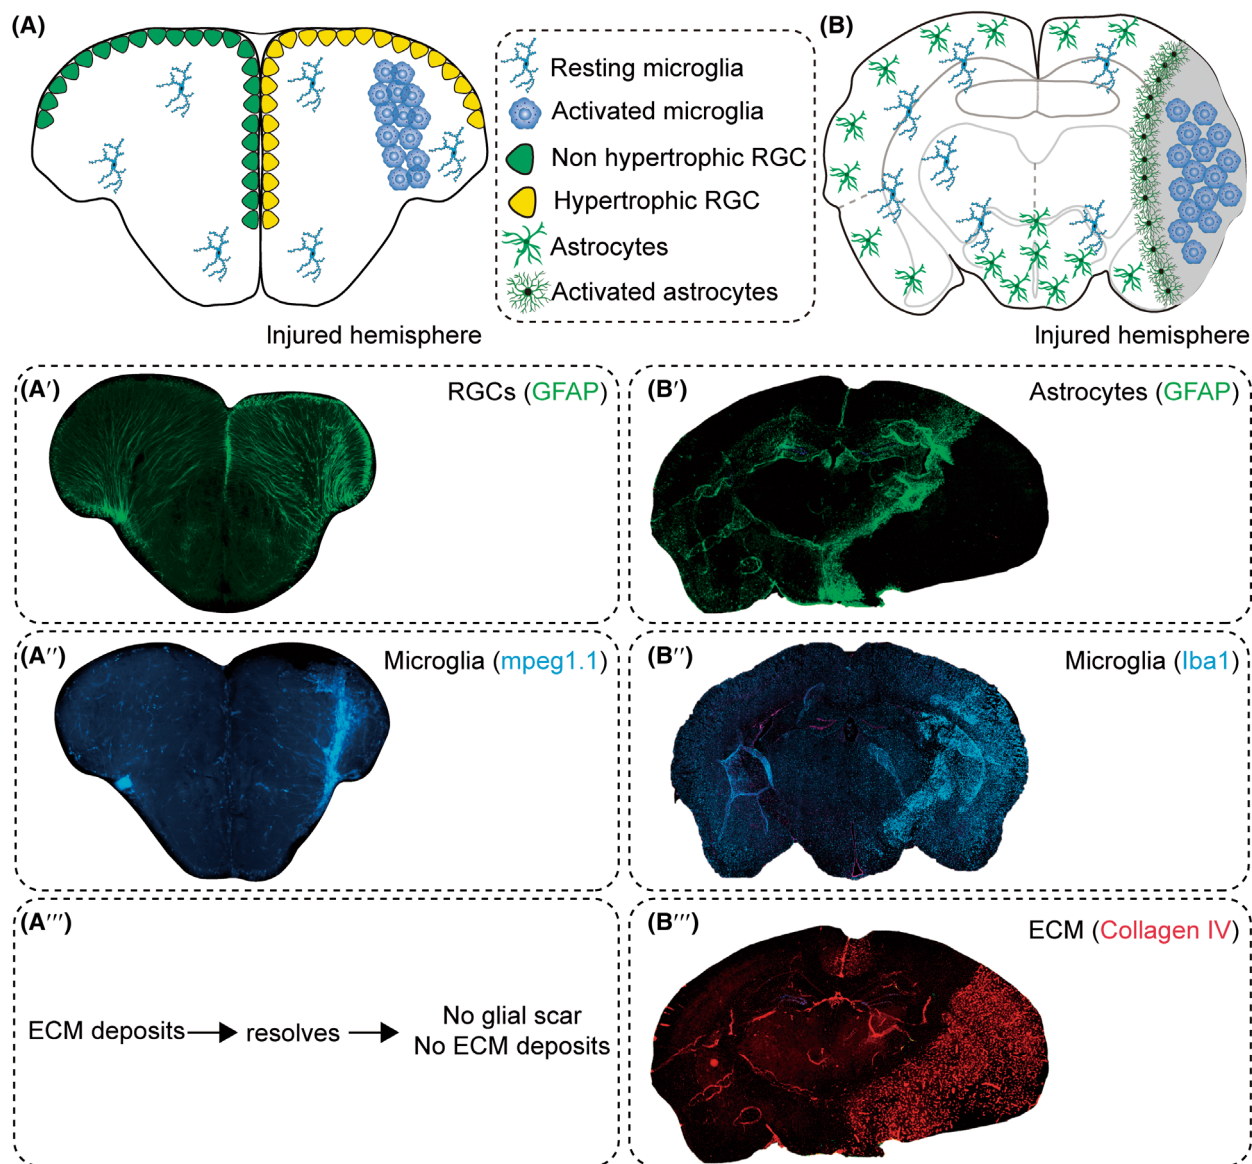 (A)
(B)
Resting microglia
Activated microglia
Non hypertrophic RGC
Hypertrophic RGC
Astrocytes
Activated astrocytes
Injured hemisphere
Injured hemisphere
(A′)
RGCs (GFAP)
(B′)
Astrocytes (GFAP)
(A″)
Microglia (mpeg1.1)
(B″)
Microglia (Iba1)
(A‴)
ECM deposits
resolves
No glial scar
No ECM deposits
(B‴)
ECM (Collagen IV)